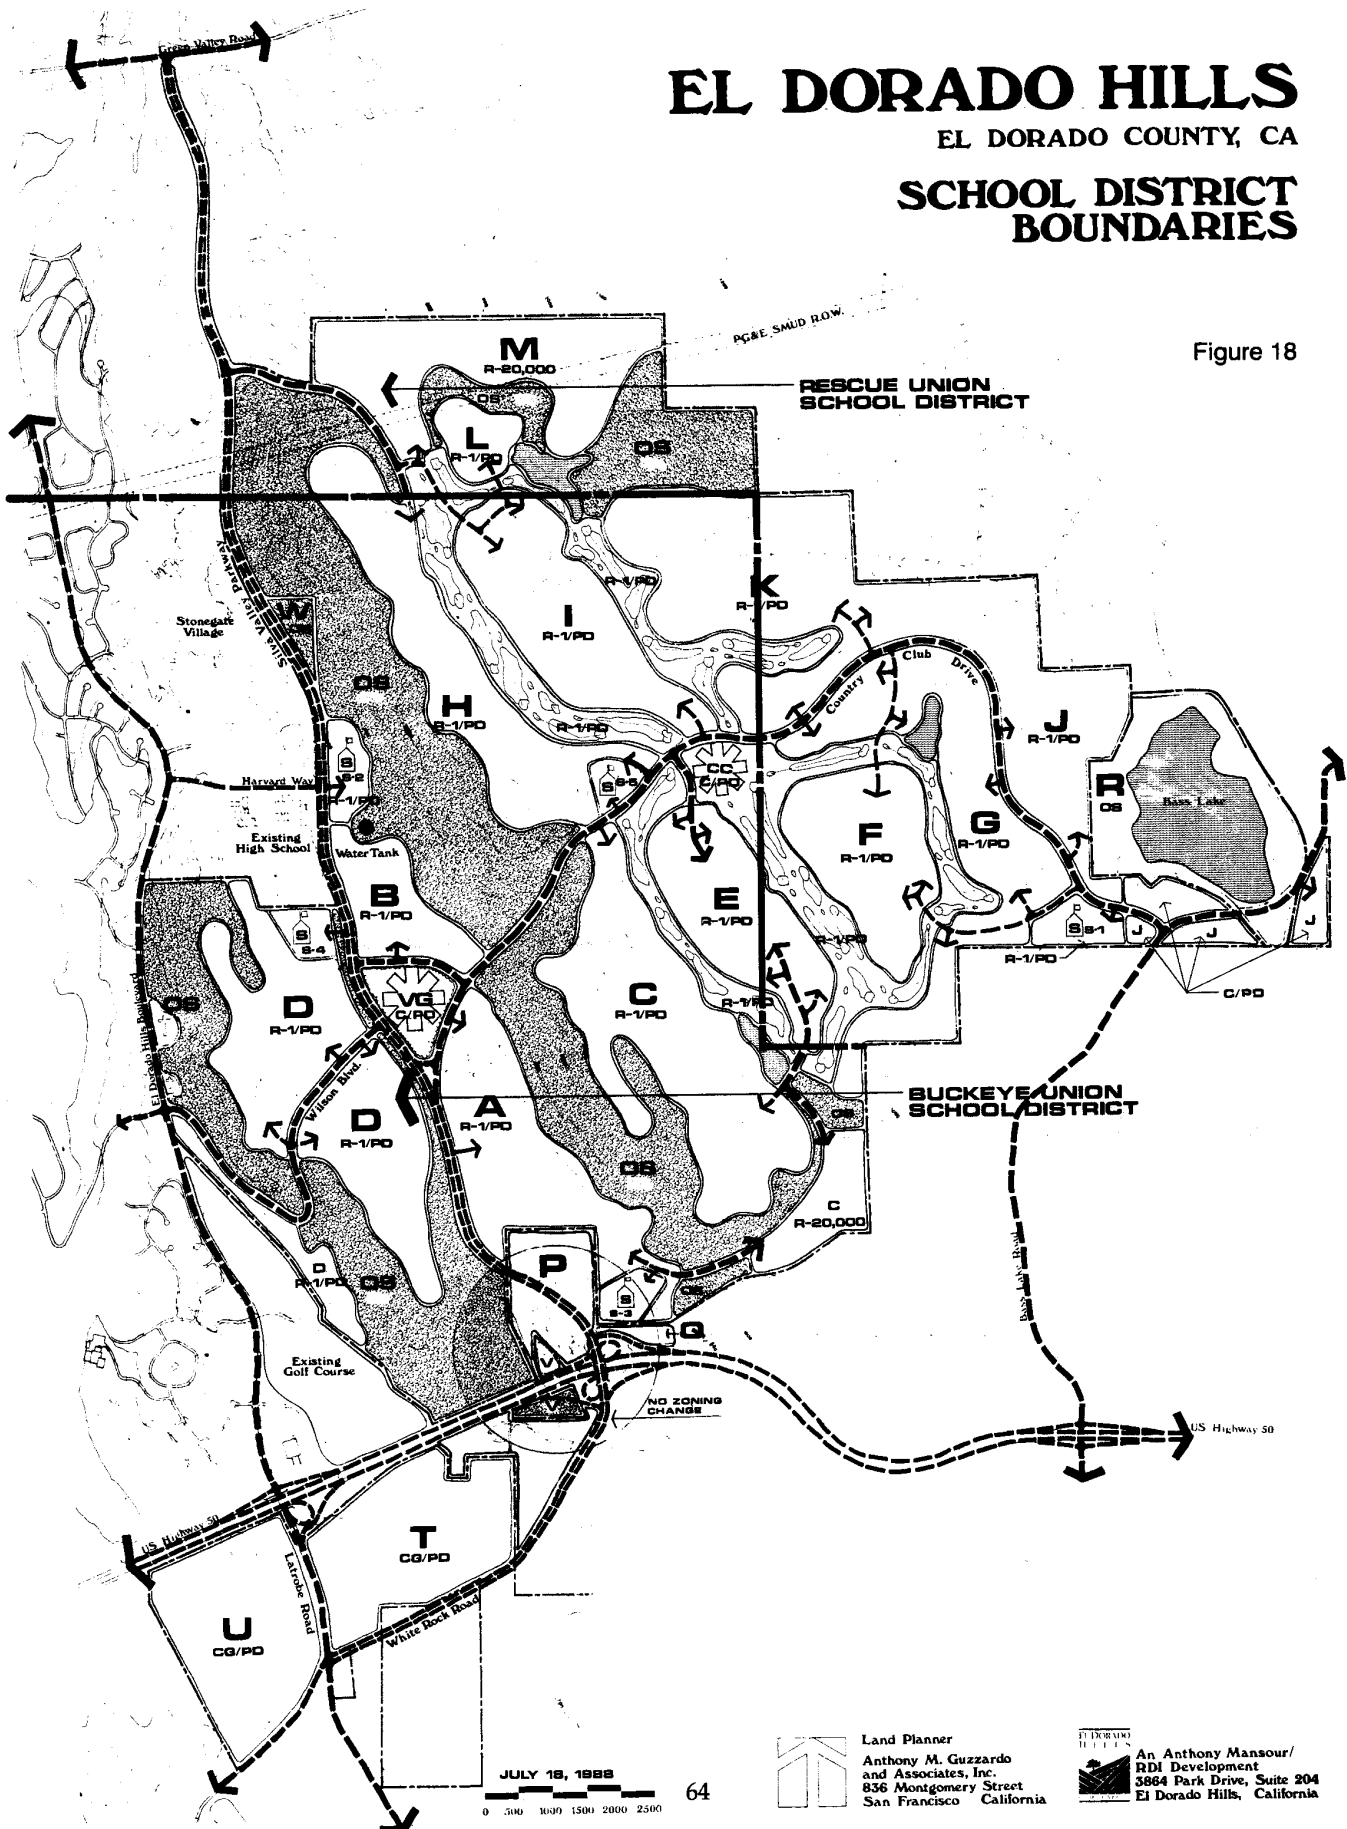 Green Valley Road
EL DORADO HILLS
EL DORADO COUNTY, CA
SCHOOL DISTRICT
BOUNDARIES
Figure 18
PG&E SMUD R.O.W.
M
R-20,000
RESCUE UNION
SCHOOL DISTRICT
OS
L
R-1/PD
OS
Silva Valley Parkway
W
Stonegate
Village
R-1/PD
K
R-1/PD
I
R-1/PD
OS
H
R-1/PD
R-1/PD
Country
Club
Drive
J
R-1/PD
R
OS
Bass Lake
S
S-2
R-1/PD
Harvard Way
Existing
High School
Water Tank
CC
C/PD
S
S-5
F
R-1/PD
G
R-1/PD
B
R-1/PD
E
R-1/PD
S
S-4
S
S-1
J
J
J
R-1/PD
R-1/PD
C/PD
OS
D
R-1/PD
VG
C/PD
C
R-1/PD
R-1/PD
El Dorado Hills Boulevard
Wilson Blvd.
D
R-1/PD
A
R-1/PD
BUCKEYE UNION
SCHOOL DISTRICT
OS
OS
C
R-20,000
D
R-1/PD
OS
P
S
S-3
OS
Q
Bass Lake Road
Existing
Golf Course
V
V
NO ZONING
CHANGE
US Highway 50
US Highway 50
T
CG/PD
Latrobe Road
White Rock Road
U
CG/PD
JULY 18, 1988
0 500 1000 1500 2000 2500
64
Land Planner
Anthony M. Guzzardo
and Associates, Inc.
836 Montgomery Street
San Francisco California
EL DORADO
HILLS
An Anthony Mansour/
RDI Development
3864 Park Drive, Suite 204
El Dorado Hills, California